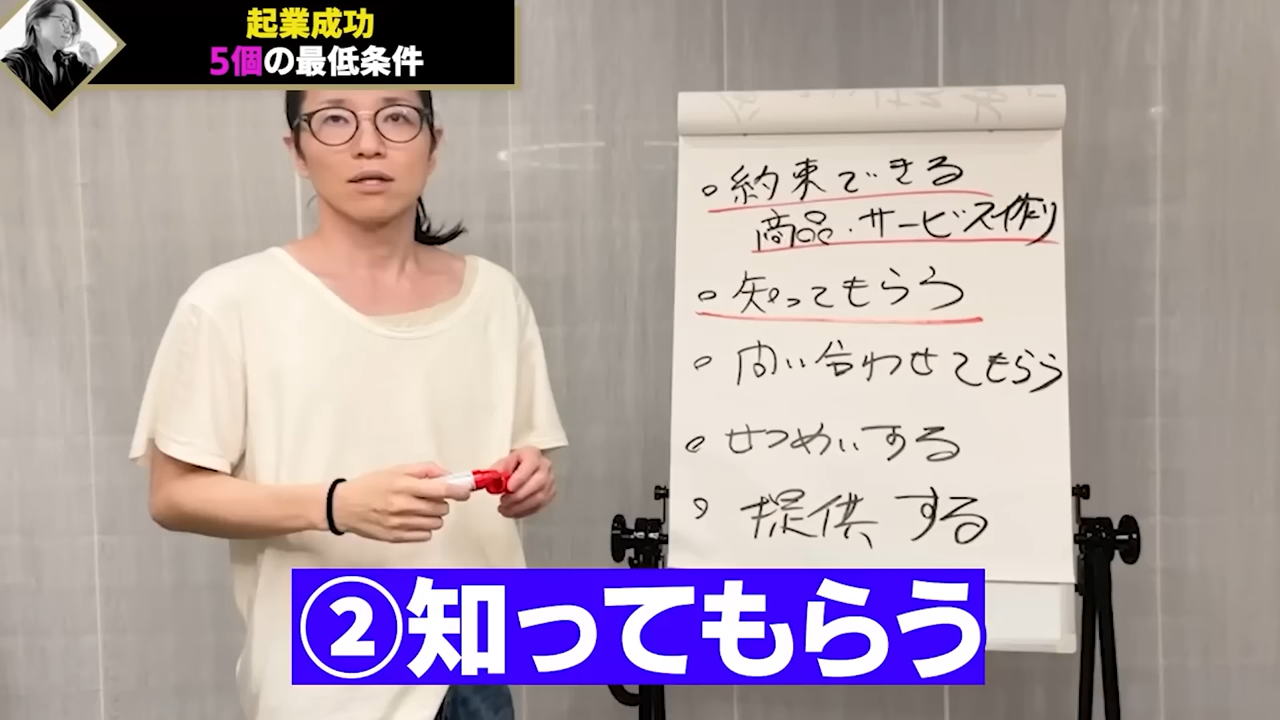 起業成功
5個の最低条件
・約束できる
商品・サービス作り
・知ってもらう
・問い合わせてもらう
・せつめいする
・提供する
②知ってもらう